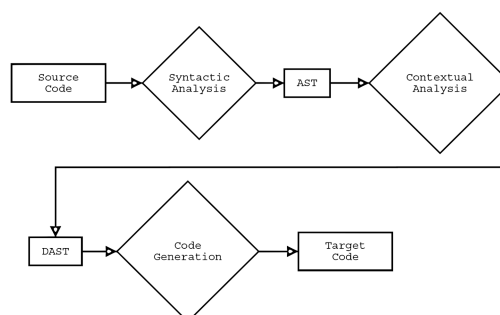 Source
Code
Syntactic
Analysis
AST
Contextual
Analysis
DAST
Code
Generation
Target
Code